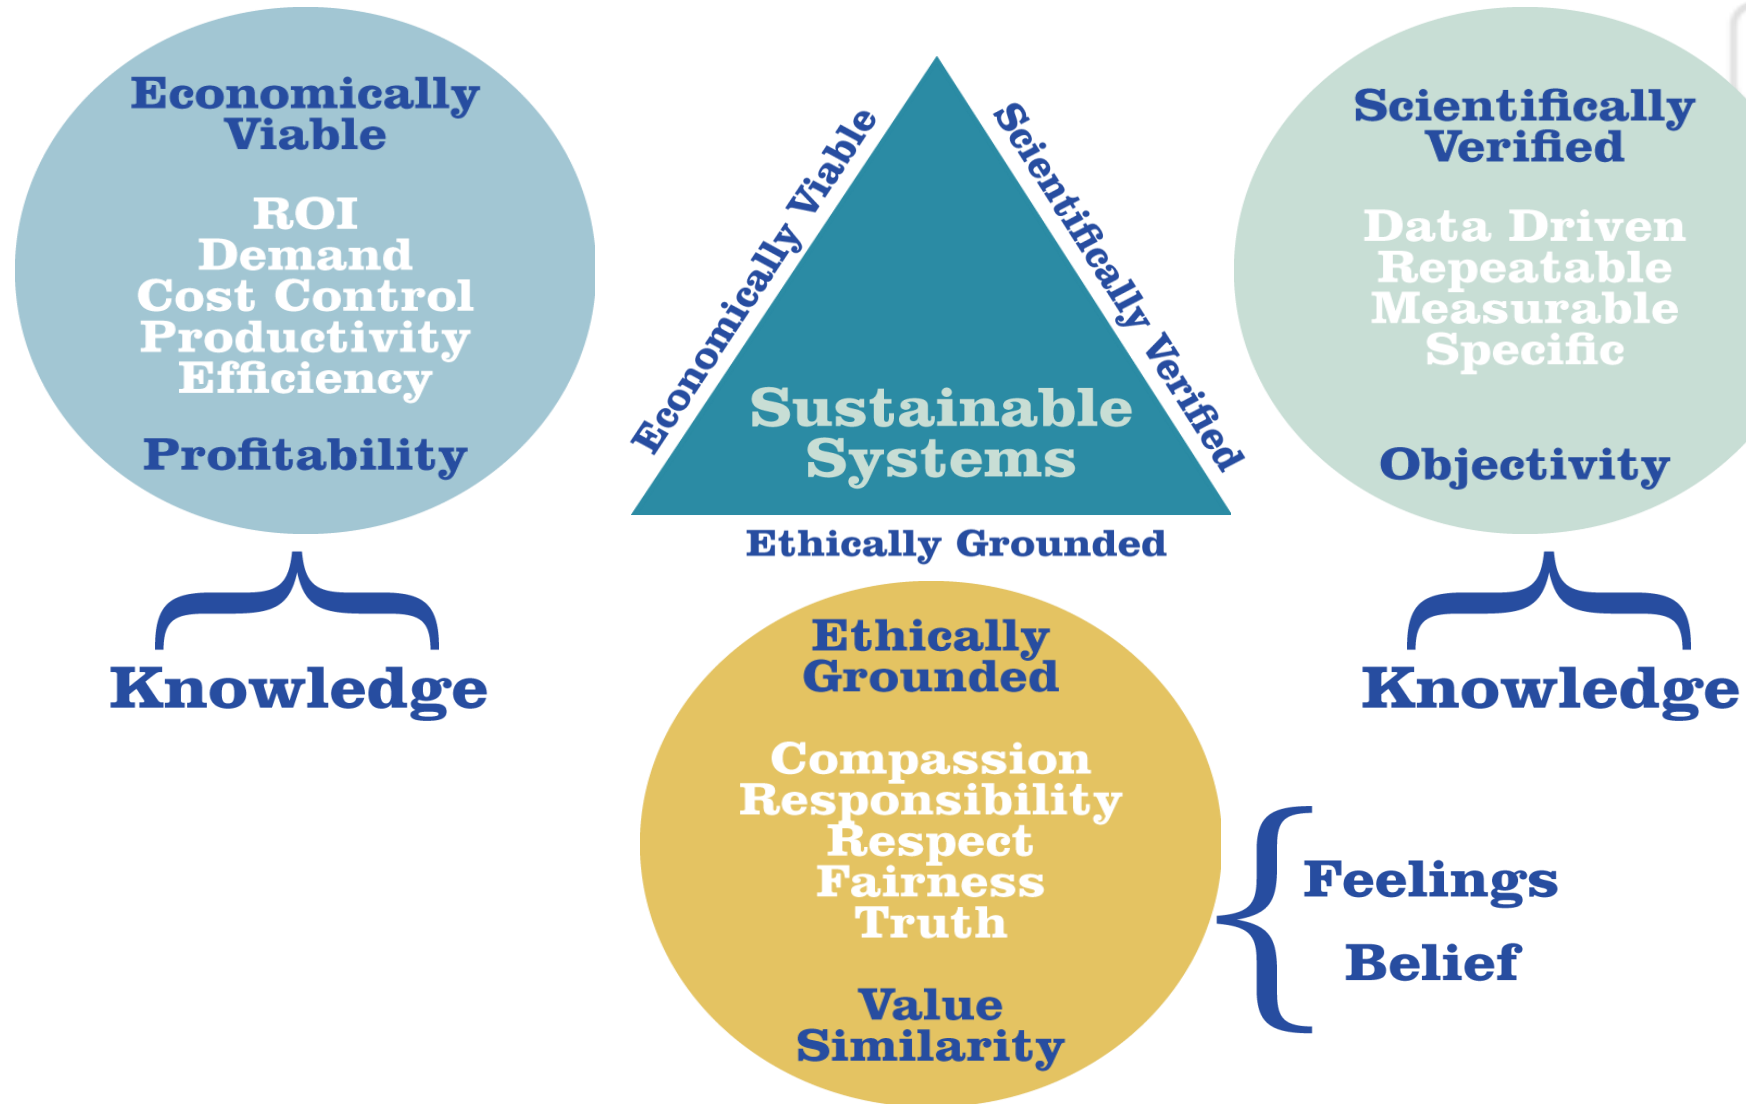 Economically
Viable
ROI
Demand
Cost Control
Productivity
Efficiency
Profitability
Knowledge
Economically Viable
Scientifically Verified
Sustainable
Systems
Ethically Grounded
Scientifically
Verified
Data Driven
Repeatable
Measurable
Specific
Objectivity
Knowledge
Ethically
Grounded
Compassion
Responsibility
Respect
Fairness
Truth
Value
Similarity
Feelings
Belief